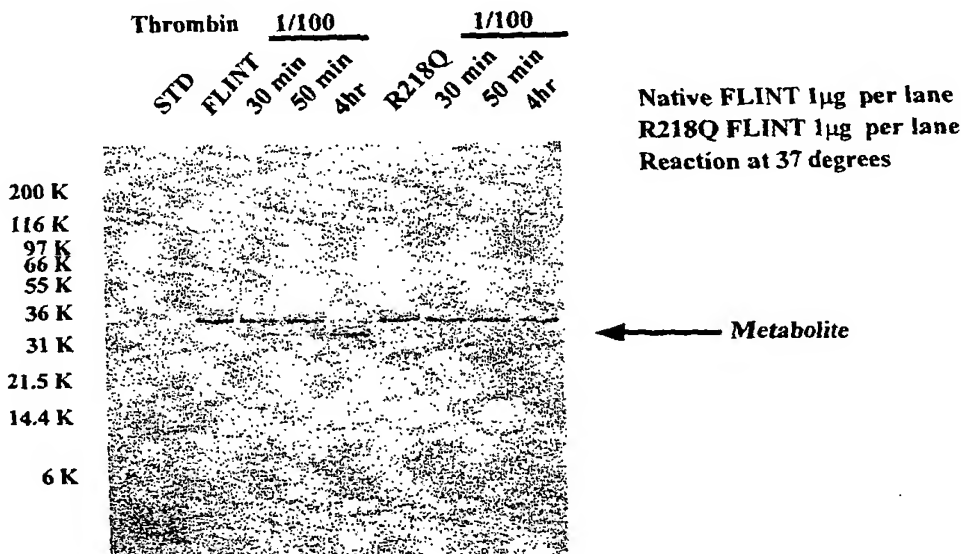 Thrombin 1/100 1/100
STD FLINT 30 min 50 min 4hr R218Q 30 min 50 min 4hr
Native FLINT 1µg per lane
R218Q FLINT 1µg per lane
Reaction at 37 degrees
200 K
116 K
97 K
66 K
55 K
36 K
Metabolite
31 K
21.5 K
14.4 K
6 K